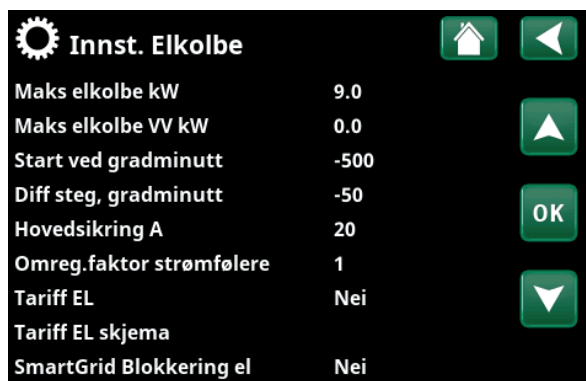 Innst. Elkolbe
Maks elkolbe kW 9.0
Maks elkolbe VV kW 0.0
Start ved gradminutt -500
Diff steg, gradminutt -50
OK
Hovedsikring A 20
Omreg.faktor strømfølere 1
Tariff EL Nei
Tariff EL skjema
SmartGrid Blokkering el Nei